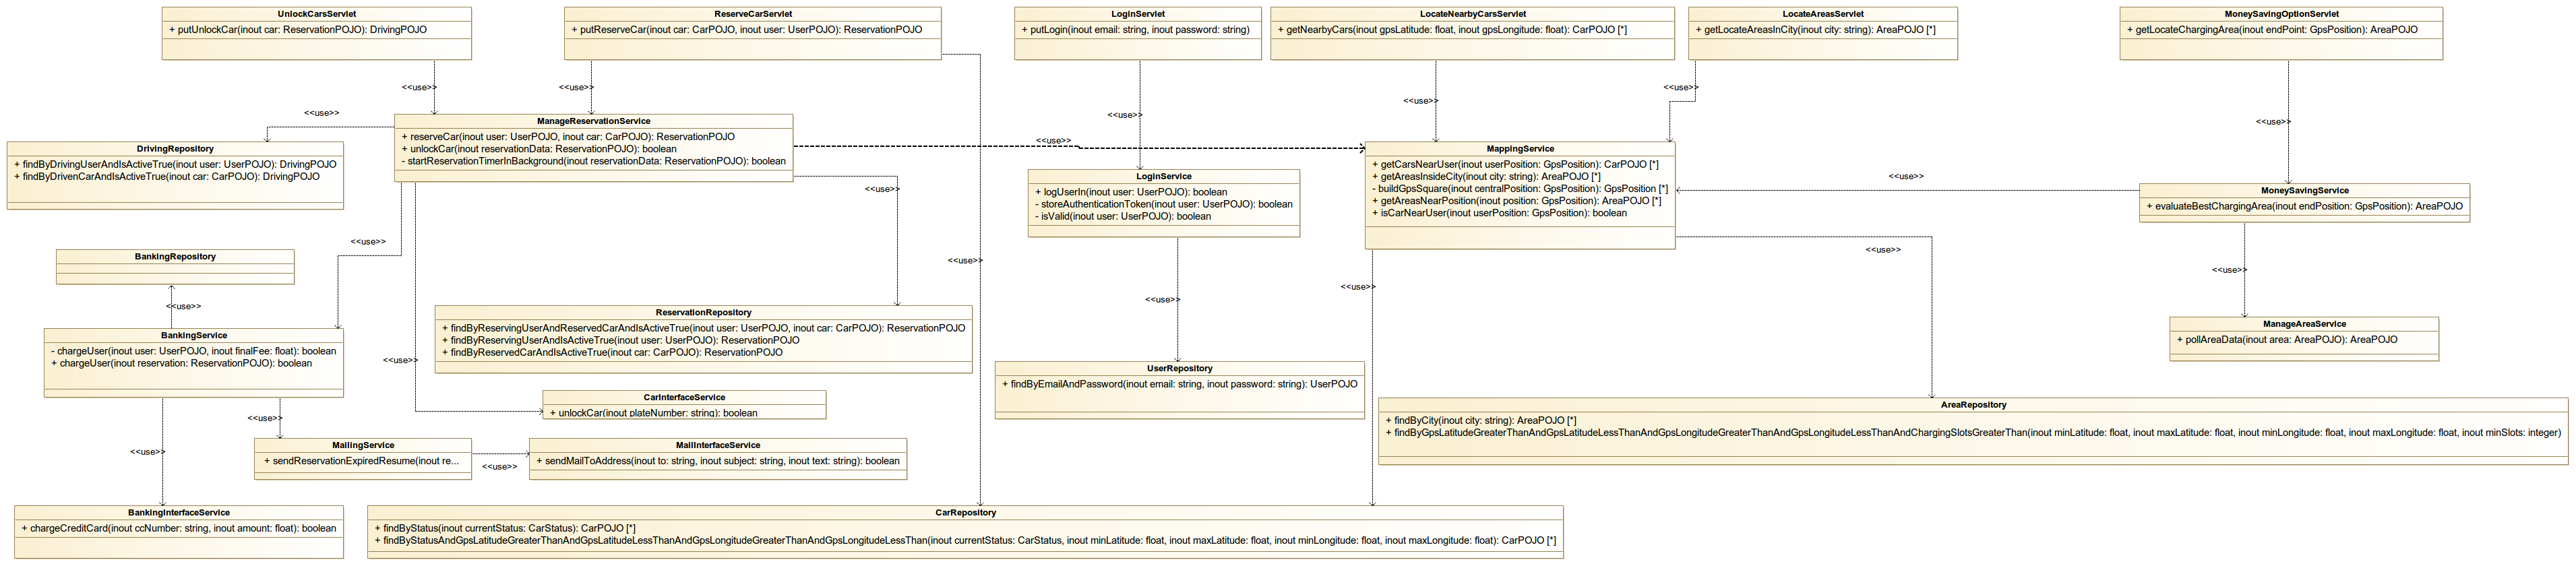 UnlockCarsServlet
+ putUnlockCar(inout car: ReservationPOJO): DrivingPOJO
ReserveCarServlet
+ putReserveCar(inout car: CarPOJO, inout user: UserPOJO): ReservationPOJO
LoginServlet
+ putLogin(inout email: string, inout password: string)
LocateNearbyCarsServlet
+ getNearbyCars(inout gpsLatitude: float, inout gpsLongitude: float): CarPOJO [*]
LocateAreasServlet
+ getLocateAreasInCity(inout city: string): AreaPOJO [*]
MoneySavingOptionServlet
+ getLocateChargingArea(inout endPoint: GpsPosition): AreaPOJO
<<use>>
<<use>>
<<use>>
<<use>>
<<use>>
<<use>>
<<use>>
ManageReservationService
+ reserveCar(inout user: UserPOJO, inout car: CarPOJO): ReservationPOJO
+ unlockCar(inout reservationData: ReservationPOJO): boolean
- startReservationTimerInBackground(inout reservationData: ReservationPOJO): boolean
<<use>>
DrivingRepository
+ findByDrivingUserAndIsActiveTrue(inout user: UserPOJO): DrivingPOJO
+ findByDrivenCarAndIsActiveTrue(inout car: CarPOJO): DrivingPOJO
MappingService
+ getCarsNearUser(inout userPosition: GpsPosition): CarPOJO [*]
+ getAreasInsideCity(inout city: string): AreaPOJO [*]
- buildGpsSquare(inout centralPosition: GpsPosition): GpsPosition [*]
+ getAreasNearPosition(inout position: GpsPosition): AreaPOJO [*]
+ isCarNearUser(inout userPosition: GpsPosition): boolean
LogInService
+ logUserIn(inout user: UserPOJO): boolean
- storeAuthenticationToken(inout user: UserPOJO): boolean
- isValid(inout user: UserPOJO): boolean
<<use>>
<<use>>
MoneySavingService
+ evaluateBestChargingArea(inout endPosition: GpsPosition): AreaPOJO
<<use>>
<<use>>
<<use>>
<<use>>
<<use>>
<<use>>
BankingRepository
<<use>>
BankingService
- chargeUser(inout user: UserPOJO, inout finalFee: float): boolean
+ chargeUser(inout reservation: ReservationPOJO): boolean
ReservationRepository
+ findByReservingUserAndReservedCarAndIsActiveTrue(inout user: UserPOJO, inout car: CarPOJO): ReservationPOJO
+ findByReservingUserAndIsActiveTrue(inout user: UserPOJO): ReservationPOJO
+ findByReservedCarAndIsActiveTrue(inout car: CarPOJO): ReservationPOJO
ManageAreaService
+ pollAreaData(inout area: AreaPOJO): AreaPOJO
<<use>>
UserRepository
+ findByEmailAndPassword(inout email: string, inout password: string): UserPOJO
CarInterfaceService
+ unlockCar(inout plateNumber: string): boolean
AreaRepository
+ findByCity(inout city: string): AreaPOJO [*]
+ findByGpsLatitudeGreaterThanAndGpsLatitudeLessThanAndGpsLongitudeGreaterThanAndGpsLongitudeLessThanAndChargingSlotsGreaterThan(inout minLatitude: float, inout maxLatitude: float, inout minLongitude: float, inout maxLongitude: float, inout minSlots: integer)
<<use>>
<<use>>
MailingService
+ sendReservationExpiredResume(inout re...
<<use>>
MailInterfaceService
+ sendMailToAddress(inout to: string, inout subject: string, inout text: string): boolean
BankingInterfaceService
+ chargeCreditCard(inout ccNumber: string, inout amount: float): boolean
CarRepository
+ findByStatus(inout currentStatus: CarStatus): CarPOJO [*]
+ findByStatusAndGpsLatitudeGreaterThanAndGpsLatitudeLessThanAndGpsLongitudeGreaterThanAndGpsLongitudeLessThan(inout currentStatus: CarStatus, inout minLatitude: float, inout maxLatitude: float, inout minLongitude: float, inout maxLongitude: float): CarPOJO [*]